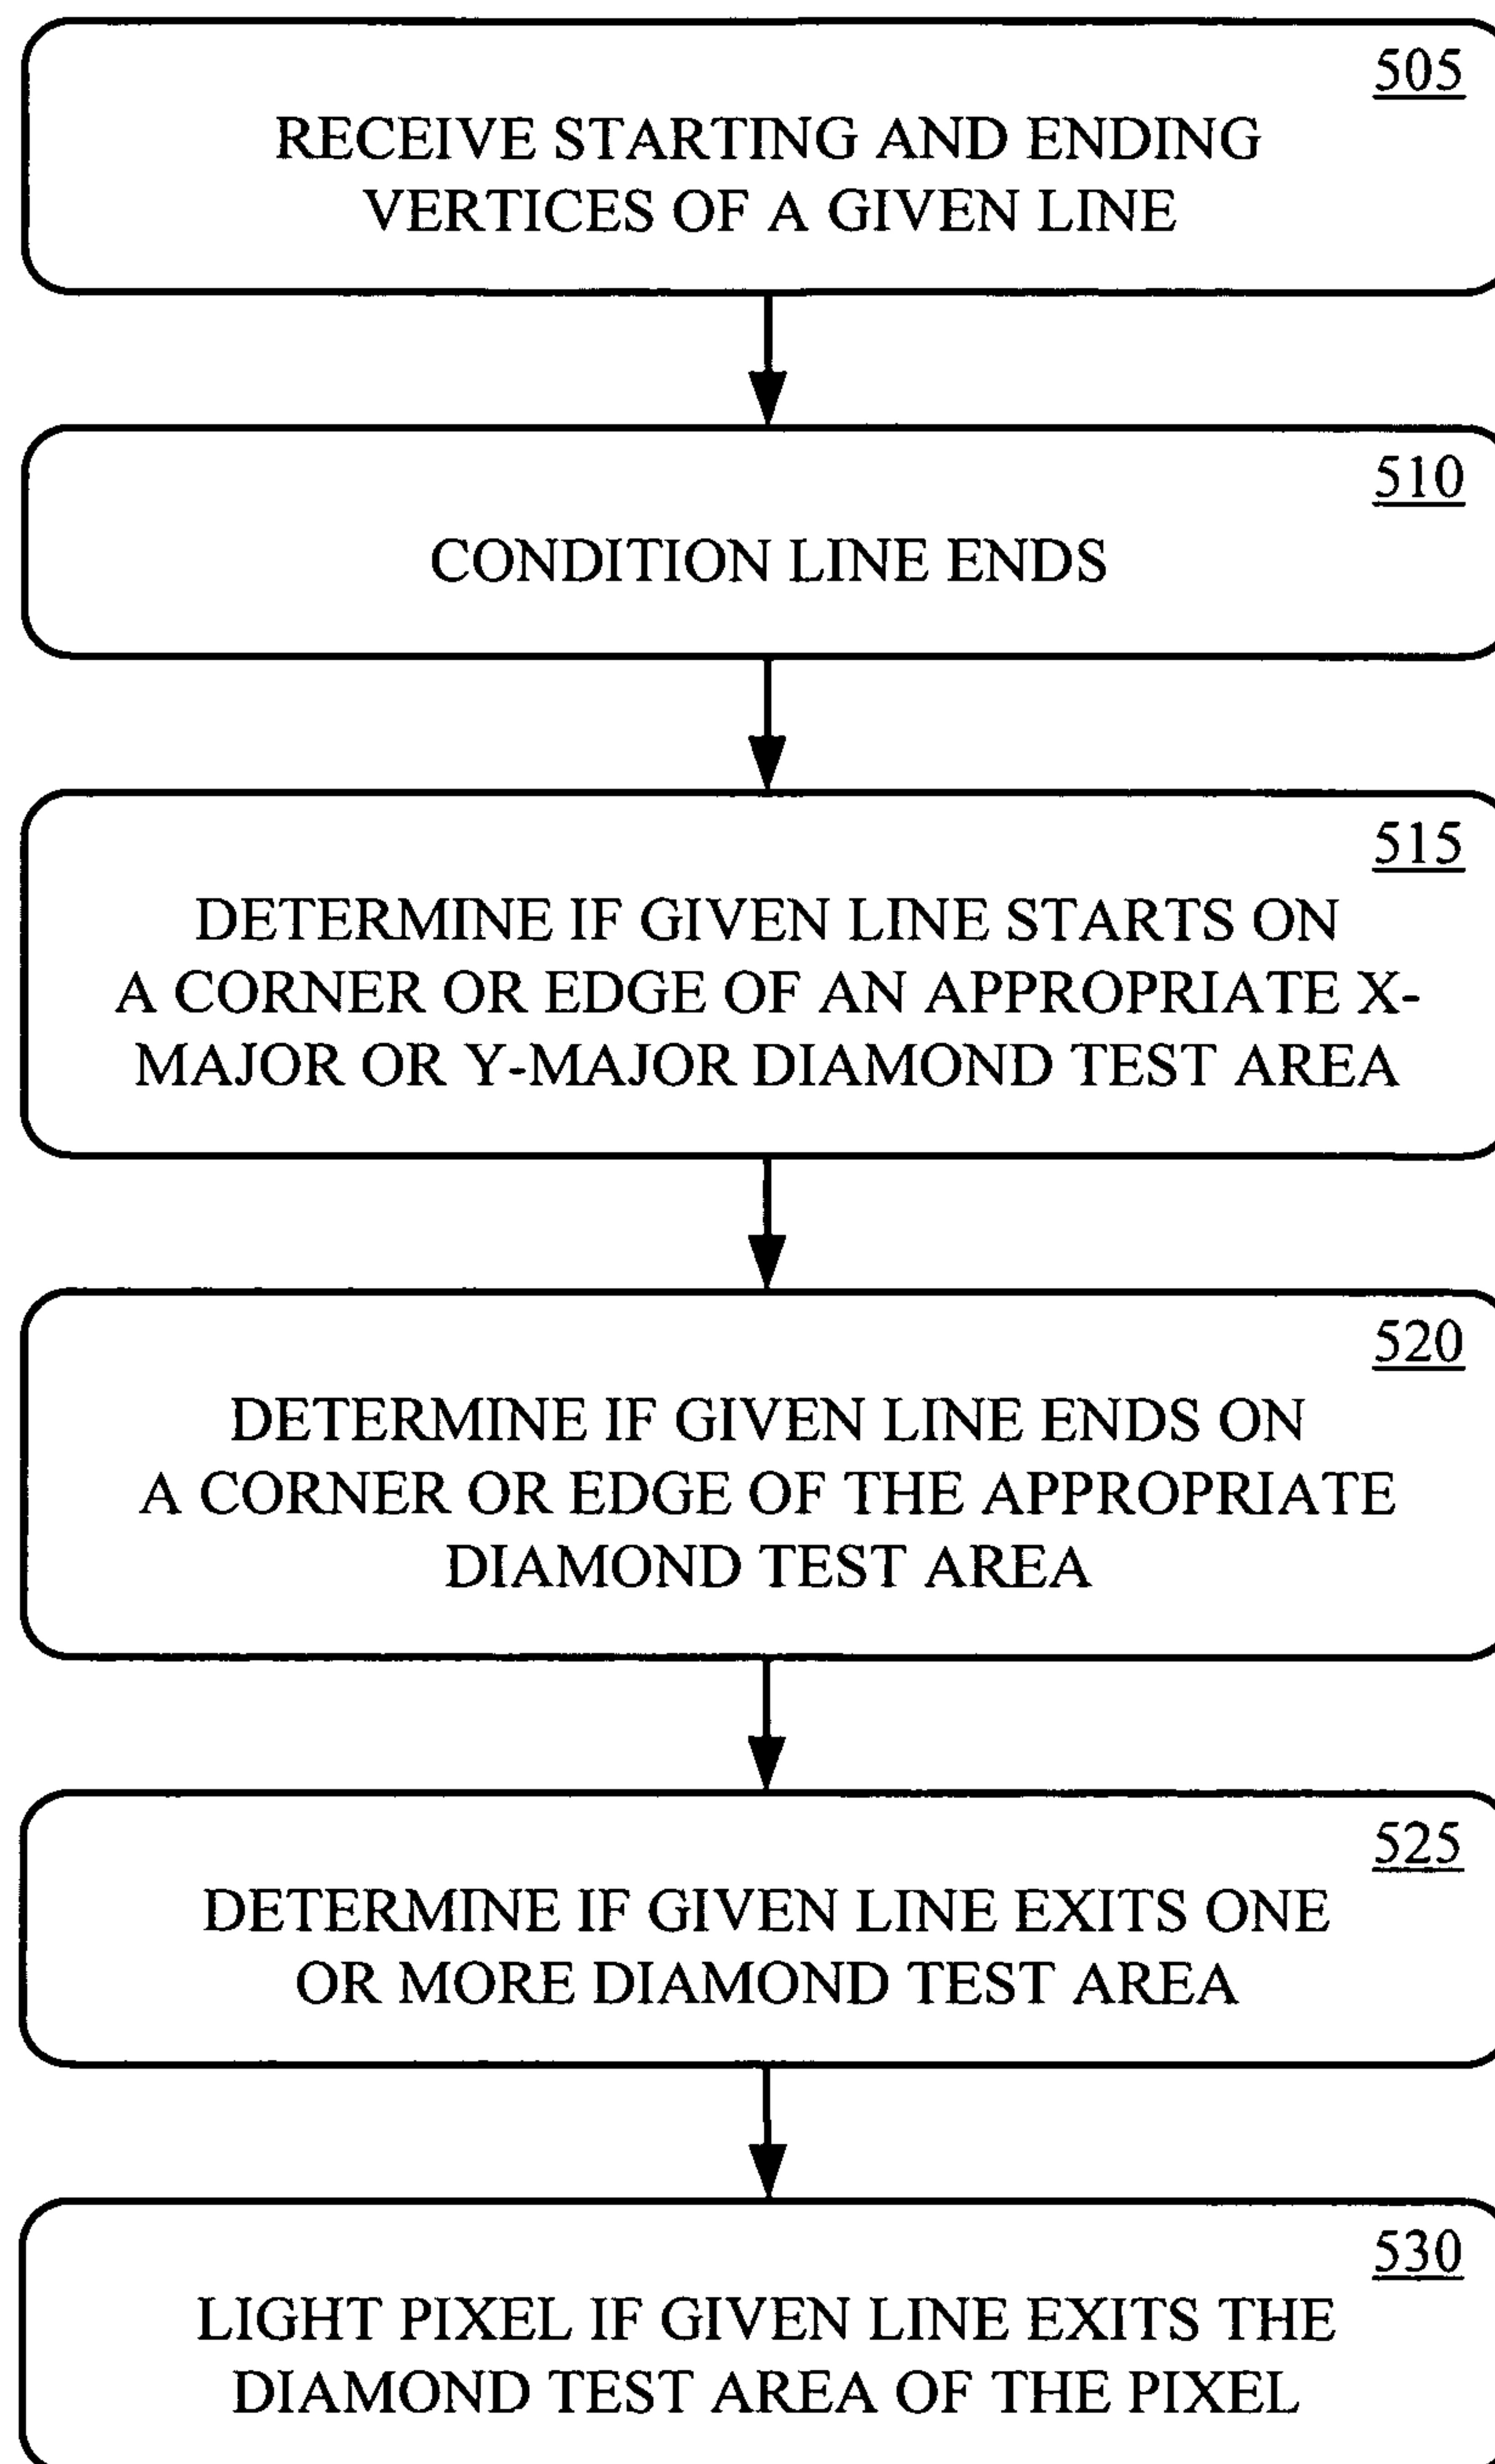 505
RECEIVE STARTING AND ENDING
VERTICES OF A GIVEN LINE
510
CONDITION LINE ENDS
515
DETERMINE IF GIVEN LINE STARTS ON
A CORNER OR EDGE OF AN APPROPRIATE X-
MAJOR OR Y-MAJOR DIAMOND TEST AREA
520
DETERMINE IF GIVEN LINE ENDS ON
A CORNER OR EDGE OF THE APPROPRIATE
DIAMOND TEST AREA
525
DETERMINE IF GIVEN LINE EXITS ONE
OR MORE DIAMOND TEST AREA
530
LIGHT PIXEL IF GIVEN LINE EXITS THE
DIAMOND TEST AREA OF THE PIXEL